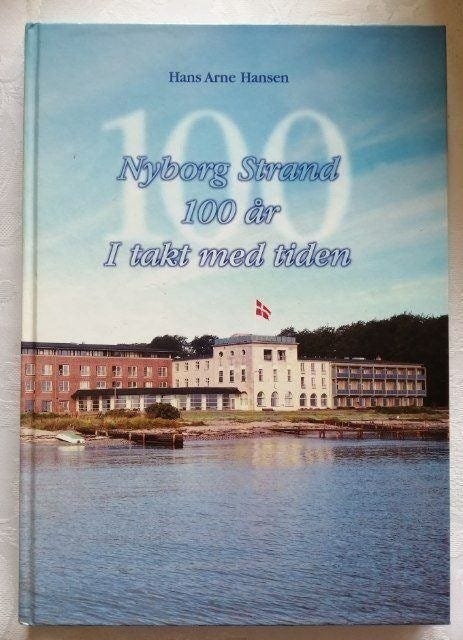 Hans Arne Hansen
100
Nyborg Strand
100 år
I takt med tiden